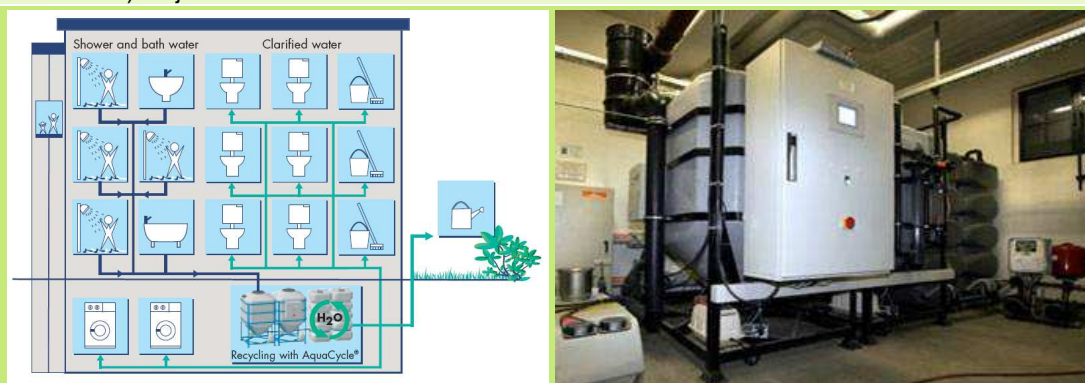 Shower and bath water
Clarified water
H₂O
Recycling with AquaCycle®